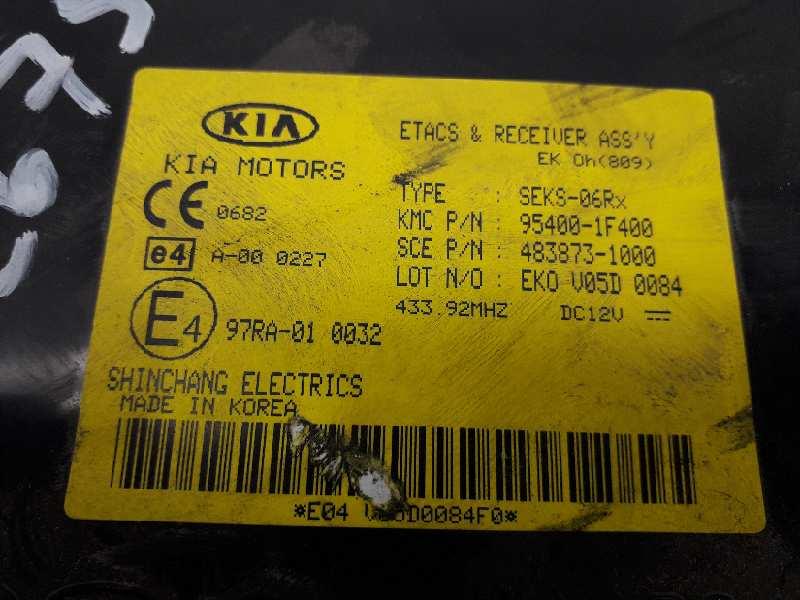 KIA
KIA MOTORS
ETACS & RECEIVER ASS'Y
EK Oh(809)
CE 0682
TYPE : SEKS-06Rx
KMC P/N : 95400-1F400
e4 A-00 0227
SCE P/N : 483873-1000
LOT N/O : EKO V05D 0084
E4 97RA-01 0032
433.92MHZ DC12V
SHINCHANG ELECTRICS
MADE IN KOREA